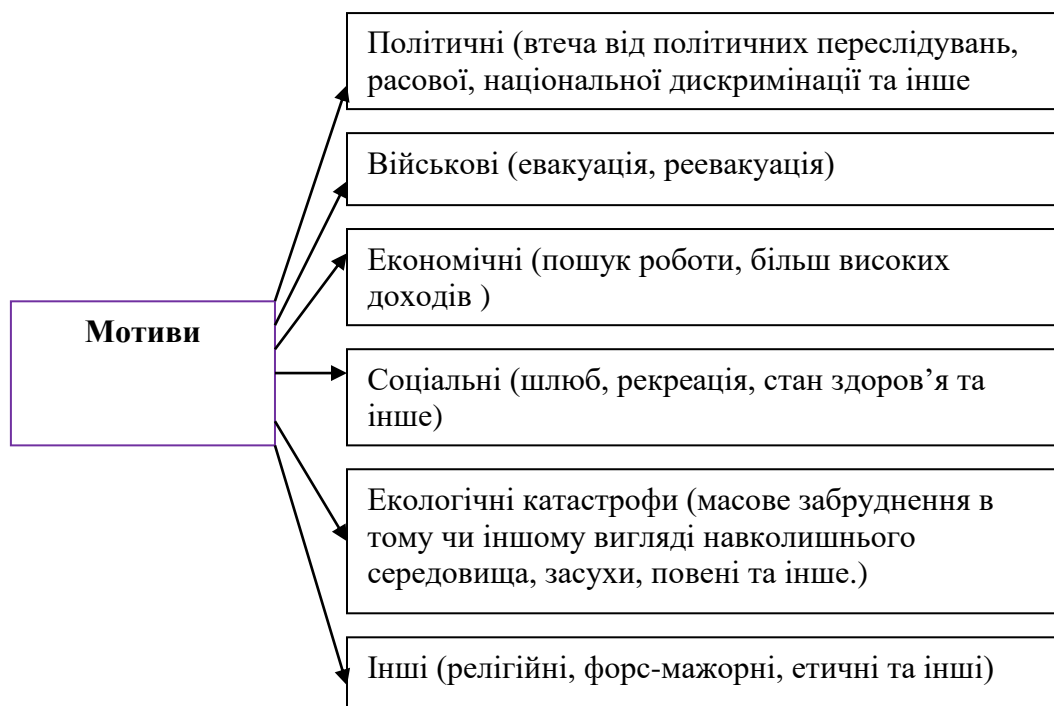 Політичні (втеча від політичних переслідувань,
расової, національної дискримінації та інше
Військові (евакуація, реевакуація)
Економічні (пошук роботи, більш високих
доходів )
Мотиви
Соціальні (шлюб, рекреація, стан здоров’я та
інше)
Екологічні катастрофи (масове забруднення в
тому чи іншому вигляді навколишнього
середовища, засухи, повені та інше.)
Інші (релігійні, форс-мажорні, етичні та інші)